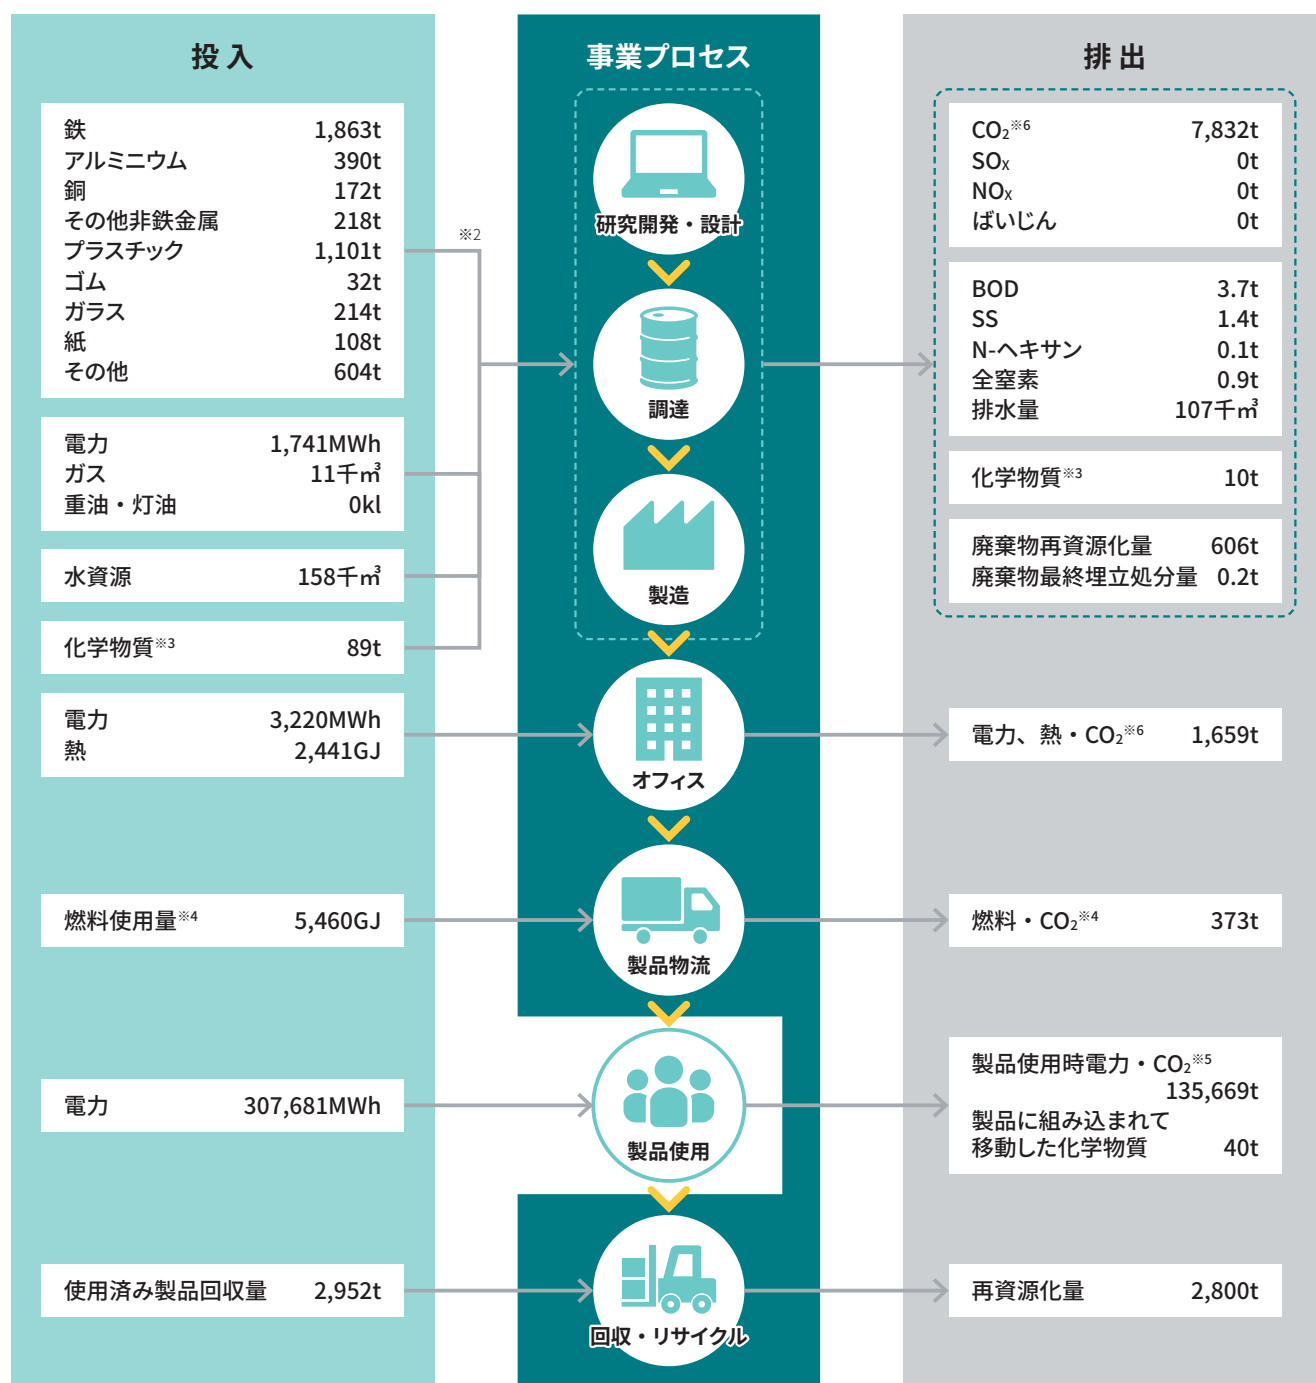 投入
鉄 1,863t
アルミニウム 390t
銅 172t
その他非鉄金属 218t
プラスチック 1,101t
ゴム 32t
ガラス 214t
紙 108t
その他 604t
※2
電力 1,741MWh
ガス 11千㎥
重油・灯油 0kl
水資源 158千㎥
化学物質※3 89t
電力 3,220MWh
熱 2,441GJ
燃料使用量※4 5,460GJ
電力 307,681MWh
使用済み製品回収量 2,952t
事業プロセス
研究開発・設計
調達
製造
オフィス
製品物流
製品使用
回収・リサイクル
排出
CO₂※6 7,832t
SOx 0t
NOx 0t
ばいじん 0t
BOD 3.7t
SS 1.4t
N-ヘキサン 0.1t
全窒素 0.9t
排水量 107千㎥
化学物質※3 10t
廃棄物再資源化量 606t
廃棄物最終埋立処分量 0.2t
電力、熱・CO₂※6 1,659t
燃料・CO₂※4 373t
製品使用時電力・CO₂※5
135,669t
製品に組み込まれて
移動した化学物質 40t
再資源化量 2,800t